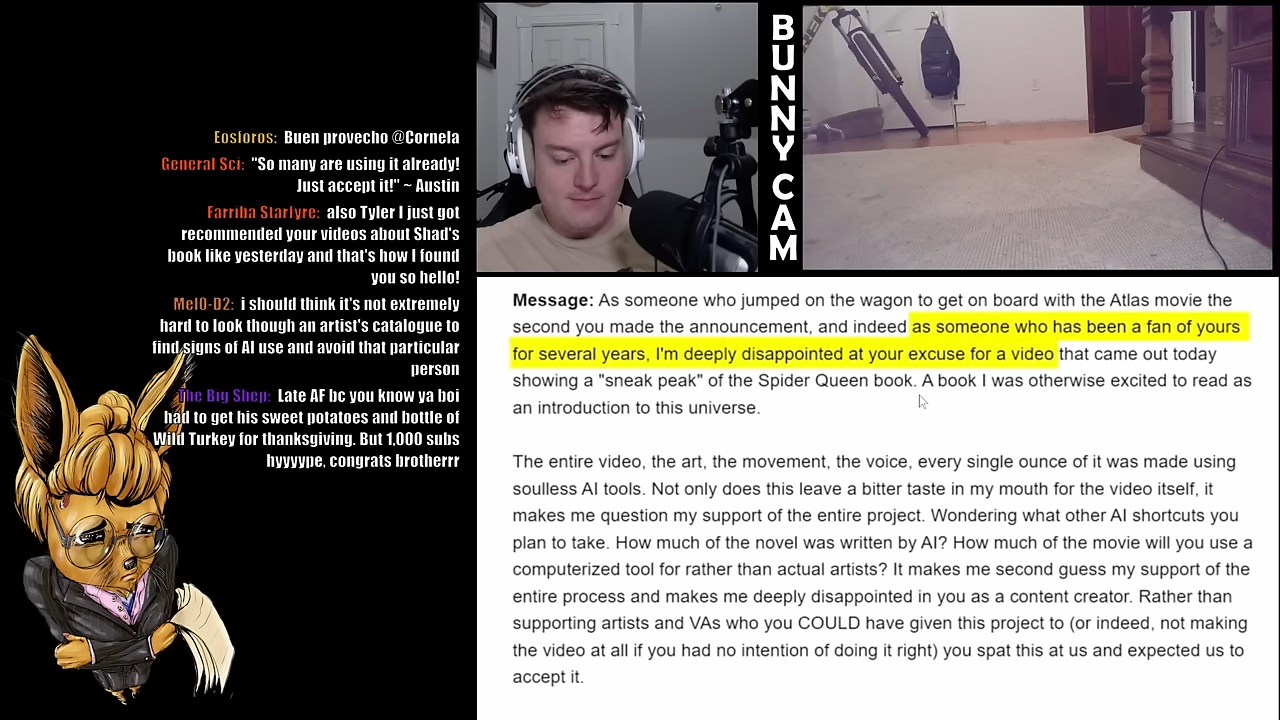 Eosforos: Buen provecho @Cornela
General Sci: "So many are using it already!
Just accept it!" ~ Austin
Farriha Starfyre: also Tyler I just got
recommended your videos about Shad's
book like yesterday and that's how I found
you so hello!
MelO-D2: i should think it's not extremely
hard to look though an artist's catalogue to
find signs of AI use and avoid that particular
person
The Big Shep: Late AF bc you know ya boi
had to get his sweet potatoes and bottle of
Wild Turkey for thanksgiving. But 1,000 subs
hyyyype, congrats brotherrr
BUNNY CAM
Message: As someone who jumped on the wagon to get on board with the Atlas movie the
second you made the announcement, and indeed as someone who has been a fan of yours
for several years, I'm deeply disappointed at your excuse for a video that came out today
showing a "sneak peak" of the Spider Queen book. A book I was otherwise excited to read as
an introduction to this universe.
The entire video, the art, the movement, the voice, every single ounce of it was made using
soulless AI tools. Not only does this leave a bitter taste in my mouth for the video itself, it
makes me question my support of the entire project. Wondering what other AI shortcuts you
plan to take. How much of the novel was written by AI? How much of the movie will you use a
computerized tool for rather than actual artists? It makes me second guess my support of the
entire process and makes me deeply disappointed in you as a content creator. Rather than
supporting artists and VAs who you COULD have given this project to (or indeed, not making
the video at all if you had no intention of doing it right) you spat this at us and expected us to
accept it.